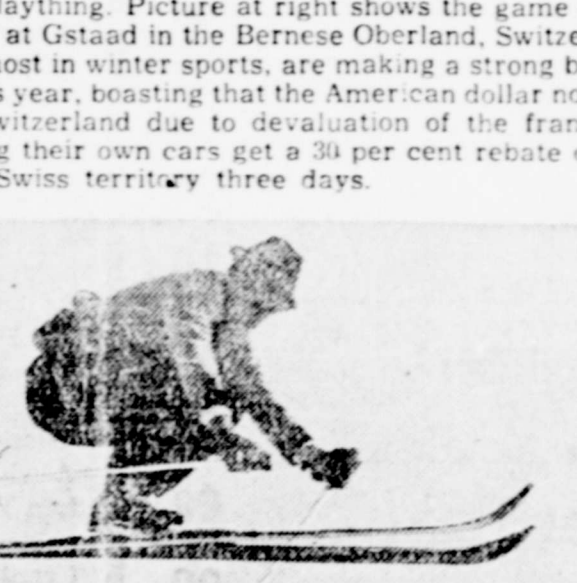 laything. Picture at right shows the game
at Gstaad in the Bernese Oberland, Switze
nost in winter sports, are making a strong b
s year, boasting that the American dollar no
witzerland due to devaluation of the fran
g their own cars get a 30 per cent rebate
Swiss territory three days.